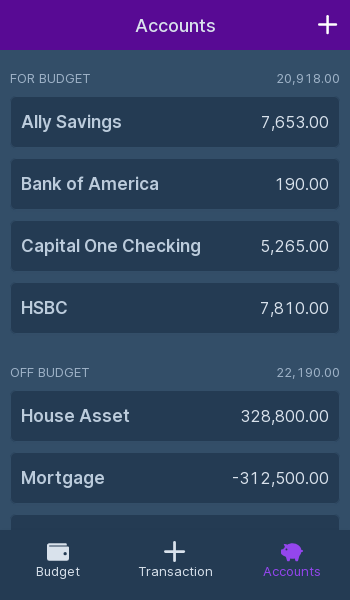 Accounts
FOR BUDGET 20,918.00
Ally Savings 7,653.00
Bank of America 190.00
Capital One Checking 5,265.00
HSBC 7,810.00
OFF BUDGET 22,190.00
House Asset 328,800.00
Mortgage -312,500.00
Budget Transaction Accounts